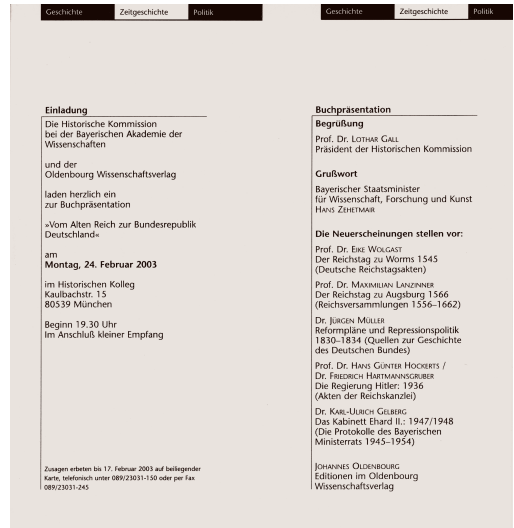 Geschichte Zeitgeschichte Politik
Einladung
Die Historische Kommission
bei der Bayerischen Akademie der
Wissenschaften
und der
Oldenbourg Wissenschaftsverlag
laden herzlich ein
zur Buchpräsentation
»Vom Alten Reich zur Bundesrepublik
Deutschland«
am
Montag, 24. Februar 2003
im Historischen Kolleg
Kaulbachstr. 15
80539 München
Beginn 19.30 Uhr
Im Anschluß kleiner Empfang
Zusagen erbeten bis 17. Februar 2003 auf beiliegender
Karte, telefonisch unter 089/23031-150 oder per Fax
089/23031-245
Geschichte Zeitgeschichte Politik
Buchpräsentation
Begrüßung
Prof. Dr. LOTHAR GALL
Präsident der Historischen Kommission
Grußwort
Bayerischer Staatsminister
für Wissenschaft, Forschung und Kunst
HANS ZEHETMAIR
Die Neuerscheinungen stellen vor:
Prof. Dr. EIKE WOLGAST
Der Reichstag zu Worms 1545
(Deutsche Reichstagsakten)
Prof. Dr. MAXIMILIAN LANZINNER
Der Reichstag zu Augsburg 1566
(Reichsversammlungen 1556–1662)
Dr. JÜRGEN MÜLLER
Reformpläne und Repressionspolitik
1830–1834 (Quellen zur Geschichte
des Deutschen Bundes)
Prof. Dr. HANS GÜNTER HOCKERTS /
Dr. FRIEDRICH HARTMANNSGRUBER
Die Regierung Hitler: 1936
(Akten der Reichskanzlei)
Dr. KARL-ULRICH GELBERG
Das Kabinett Ehard II.: 1947/1948
(Die Protokolle des Bayerischen
Ministerrats 1945–1954)
JOHANNES OLDENBOURG
Editionen im Oldenbourg
Wissenschaftsverlag